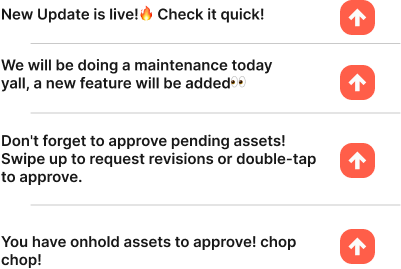 New Update is live!🔥 Check it quick!
We will be doing a maintenance today
yall, a new feature will be added👀
Don't forget to approve pending assets!
Swipe up to request revisions or double-tap
to approve.
You have onhold assets to approve! chop
chop!